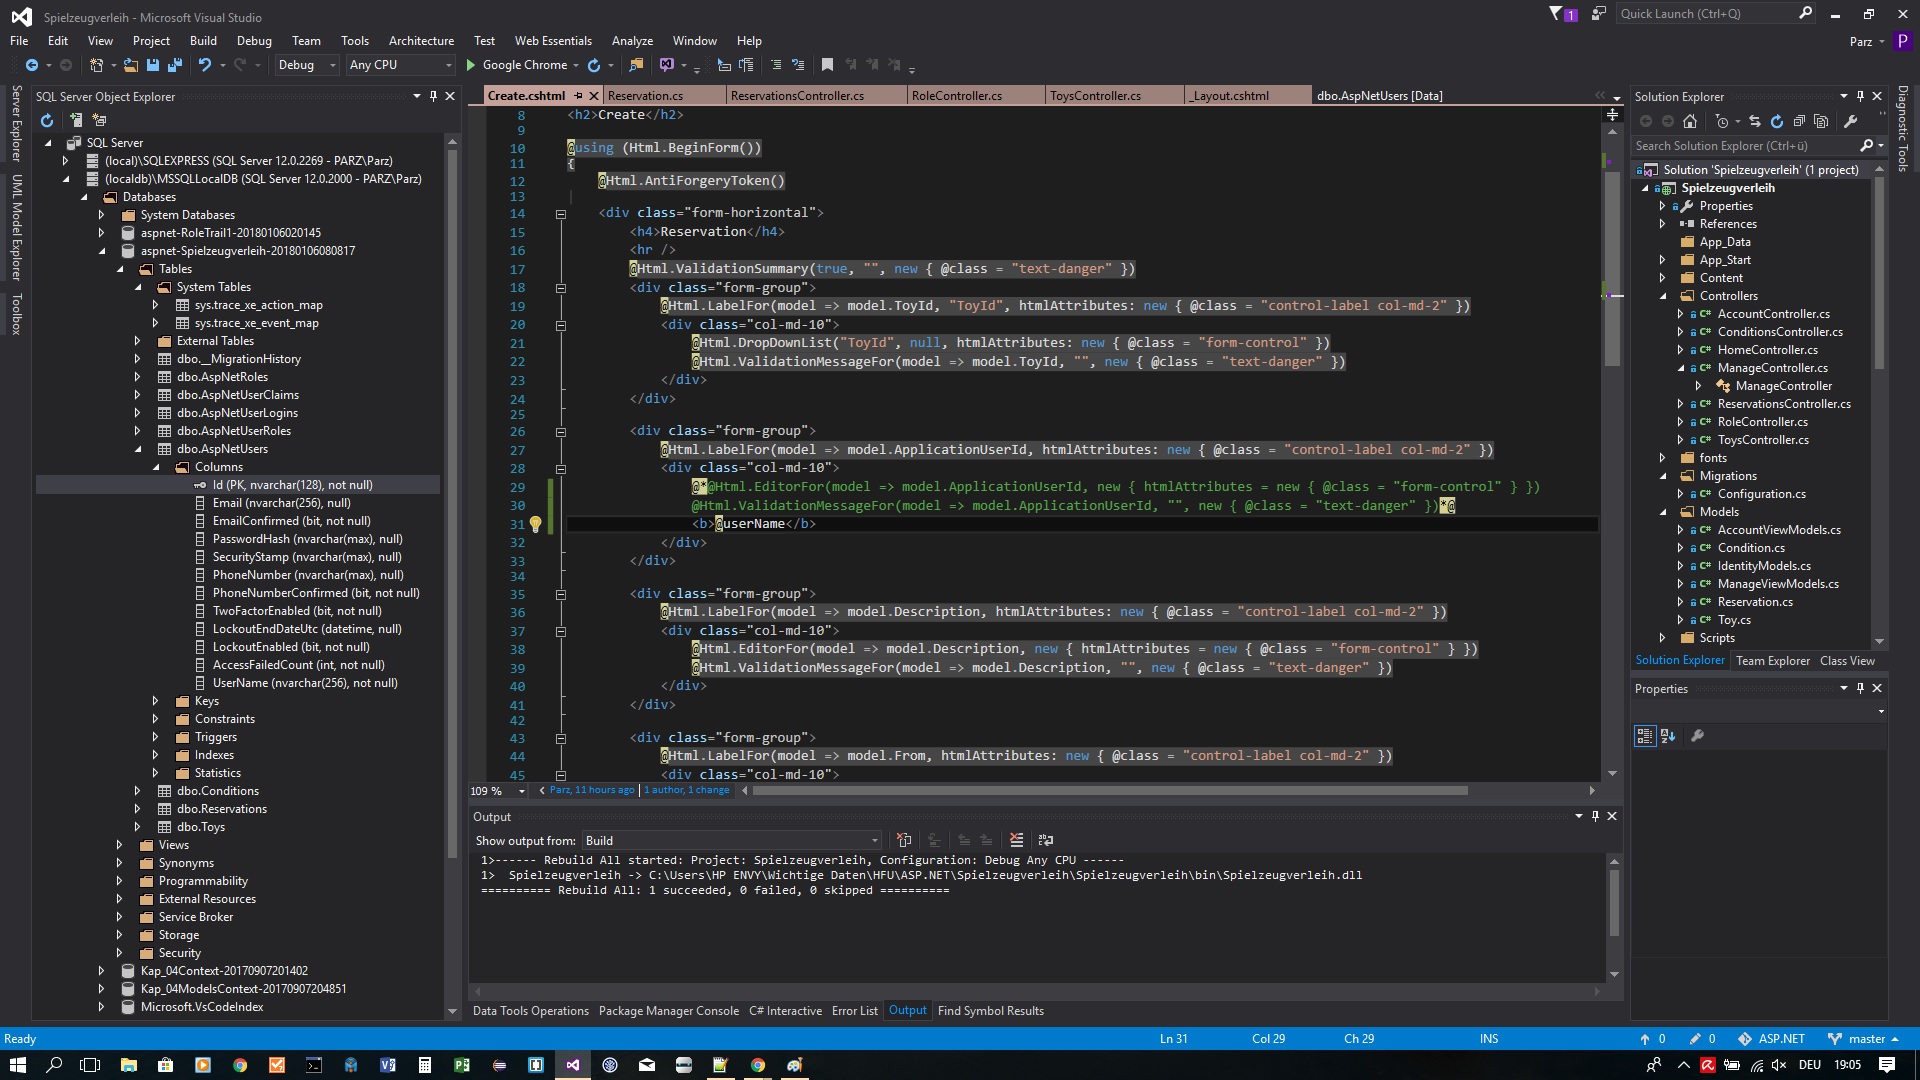 Spielzeugverleih - Microsoft Visual Studio
1
Quick Launch (Ctrl+Q)
File Edit View Project Build Debug Team Tools Architecture Test Web Essentials Analyze Window Help
Parz P
Debug Any CPU Google Chrome
Server Explorer
UML Model Explorer
Toolbox
SQL Server Object Explorer
SQL Server
(local)\SQLEXPRESS (SQL Server 12.0.2269 - PARZ\Parz)
(localdb)\MSSQLLocalDB (SQL Server 12.0.2000 - PARZ\Parz)
Databases
System Databases
aspnet-RoleTrail1-20180106020145
aspnet-Spielzeugverleih-20180106080817
Tables
System Tables
sys.trace_xe_action_map
sys.trace_xe_event_map
External Tables
dbo.__MigrationHistory
dbo.AspNetRoles
dbo.AspNetUserClaims
dbo.AspNetUserLogins
dbo.AspNetUserRoles
dbo.AspNetUsers
Columns
Id (PK, nvarchar(128), not null)
Email (nvarchar(256), null)
EmailConfirmed (bit, not null)
PasswordHash (nvarchar(max), null)
SecurityStamp (nvarchar(max), null)
PhoneNumber (nvarchar(max), null)
PhoneNumberConfirmed (bit, not null)
TwoFactorEnabled (bit, not null)
LockoutEndDateUtc (datetime, null)
LockoutEnabled (bit, not null)
AccessFailedCount (int, not null)
UserName (nvarchar(256), not null)
Keys
Constraints
Triggers
Indexes
Statistics
dbo.Conditions
dbo.Reservations
dbo.Toys
Views
Synonyms
Programmability
External Resources
Service Broker
Storage
Security
Kap_04Context-20170907201402
Kap_04ModelsContext-20170907204851
Microsoft.VsCodeIndex
Create.cshtml Reservation.cs ReservationsController.cs RoleController.cs ToysController.cs _Layout.cshtml dbo.AspNetUsers [Data]
8 <h2>Create</h2>
9
10 @using (Html.BeginForm())
11 {
12 @Html.AntiForgeryToken()
13
14 <div class="form-horizontal">
15 <h4>Reservation</h4>
16 <hr />
17 @Html.ValidationSummary(true, "", new { @class = "text-danger" })
18 <div class="form-group">
19 @Html.LabelFor(model => model.ToyId, "ToyId", htmlAttributes: new { @class = "control-label col-md-2" })
20 <div class="col-md-10">
21 @Html.DropDownList("ToyId", null, htmlAttributes: new { @class = "form-control" })
22 @Html.ValidationMessageFor(model => model.ToyId, "", new { @class = "text-danger" })
23 </div>
24 </div>
25
26 <div class="form-group">
27 @Html.LabelFor(model => model.ApplicationUserId, htmlAttributes: new { @class = "control-label col-md-2" })
28 <div class="col-md-10">
29 @*@Html.EditorFor(model => model.ApplicationUserId, new { htmlAttributes = new { @class = "form-control" } })
30 @Html.ValidationMessageFor(model => model.ApplicationUserId, "", new { @class = "text-danger" })*@
31 <b>@userName</b>
32 </div>
33 </div>
34
35 <div class="form-group">
36 @Html.LabelFor(model => model.Description, htmlAttributes: new { @class = "control-label col-md-2" })
37 <div class="col-md-10">
38 @Html.EditorFor(model => model.Description, new { htmlAttributes = new { @class = "form-control" } })
39 @Html.ValidationMessageFor(model => model.Description, "", new { @class = "text-danger" })
40 </div>
41 </div>
42
43 <div class="form-group">
44 @Html.LabelFor(model => model.From, htmlAttributes: new { @class = "control-label col-md-2" })
45 <div class="col-md-10">
109 % Parz, 11 hours ago | 1 author, 1 change
Output
Show output from: Build
1>------ Rebuild All started: Project: Spielzeugverleih, Configuration: Debug Any CPU ------
1> Spielzeugverleih -> C:\Users\HP ENVY\Wichtige Daten\HFU\ASP.NET\Spielzeugverleih\Spielzeugverleih\bin\Spielzeugverleih.dll
========== Rebuild All: 1 succeeded, 0 failed, 0 skipped ==========
Data Tools Operations Package Manager Console C# Interactive Error List Output Find Symbol Results
Solution Explorer
Search Solution Explorer (Ctrl+ü)
Solution 'Spielzeugverleih' (1 project)
Spielzeugverleih
Properties
References
App_Data
App_Start
Content
Controllers
C# AccountController.cs
C# ConditionsController.cs
C# HomeController.cs
C# ManageController.cs
ManageController
C# ReservationsController.cs
C# RoleController.cs
C# ToysController.cs
fonts
Migrations
C# Configuration.cs
Models
C# AccountViewModels.cs
C# Condition.cs
C# IdentityModels.cs
C# ManageViewModels.cs
C# Reservation.cs
C# Toy.cs
Scripts
Solution Explorer Team Explorer Class View
Properties
Diagnostic Tools
Ready Ln 31 Col 29 Ch 29 INS 0 0 ASP.NET master
DEU 19:05